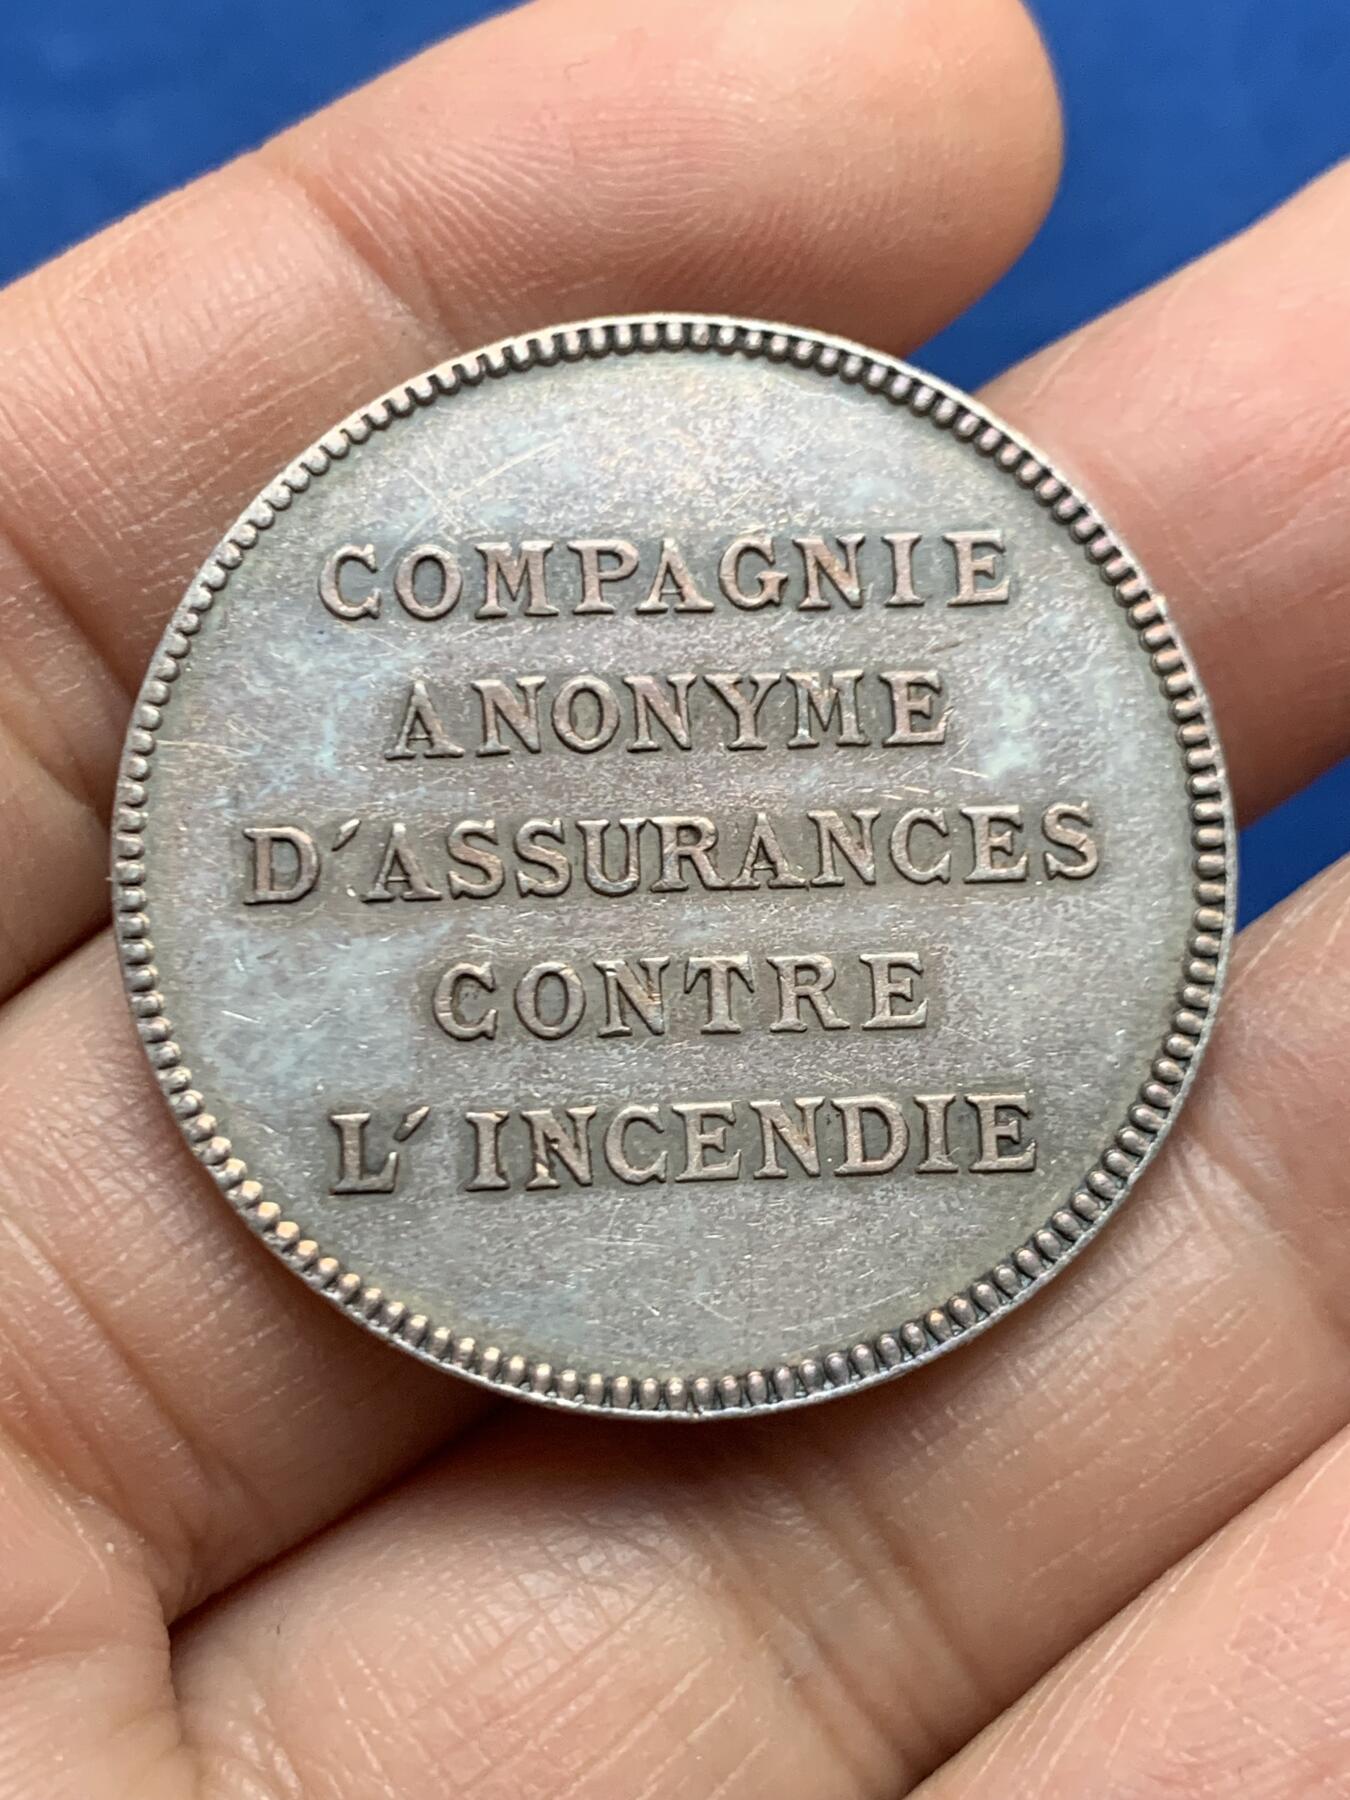 COMPAGNIE
ANONYME
D'ASSURANCES
CONTRE
L'INCENDIE